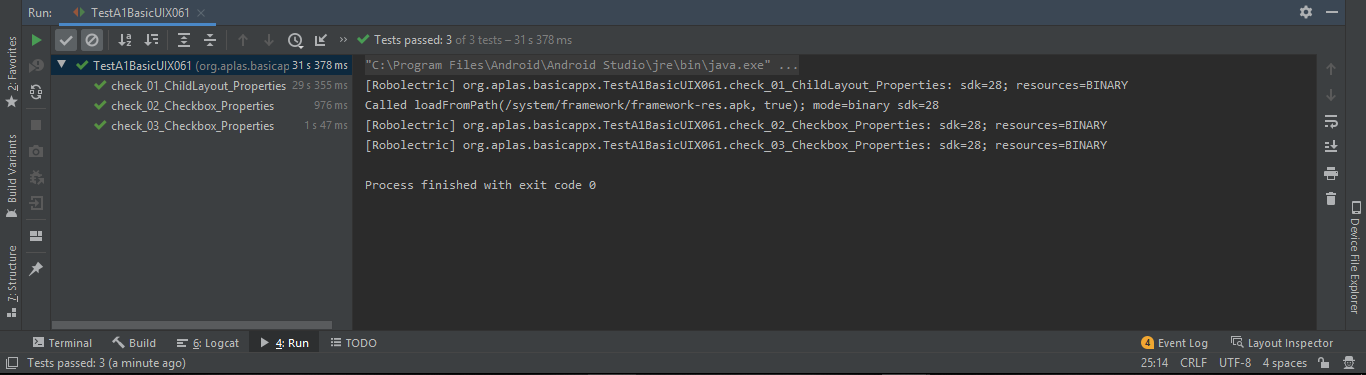 Run: TestA1BasicUIX061
Tests passed: 3 of 3 tests – 31 s 378 ms
TestA1BasicUIX061 (org.aplas.basicap 31 s 378 ms
check_01_ChildLayout_Properties 29 s 355 ms
check_02_Checkbox_Properties 976 ms
check_03_Checkbox_Properties 1 s 47 ms
"C:\Program Files\Android\Android Studio\jre\bin\java.exe" ...
[Robolectric] org.aplas.basicappx.TestA1BasicUIX061.check_01_ChildLayout_Properties: sdk=28; resources=BINARY
Called loadFromPath(/system/framework/framework-res.apk, true); mode=binary sdk=28
[Robolectric] org.aplas.basicappx.TestA1BasicUIX061.check_02_Checkbox_Properties: sdk=28; resources=BINARY
[Robolectric] org.aplas.basicappx.TestA1BasicUIX061.check_03_Checkbox_Properties: sdk=28; resources=BINARY
Process finished with exit code 0
2: Favorites
Build Variants
7: Structure
Device File Explorer
Terminal Build 6: Logcat 4: Run TODO 4 Event Log Layout Inspector
Tests passed: 3 (a minute ago) 25:14 CRLF UTF-8 4 spaces